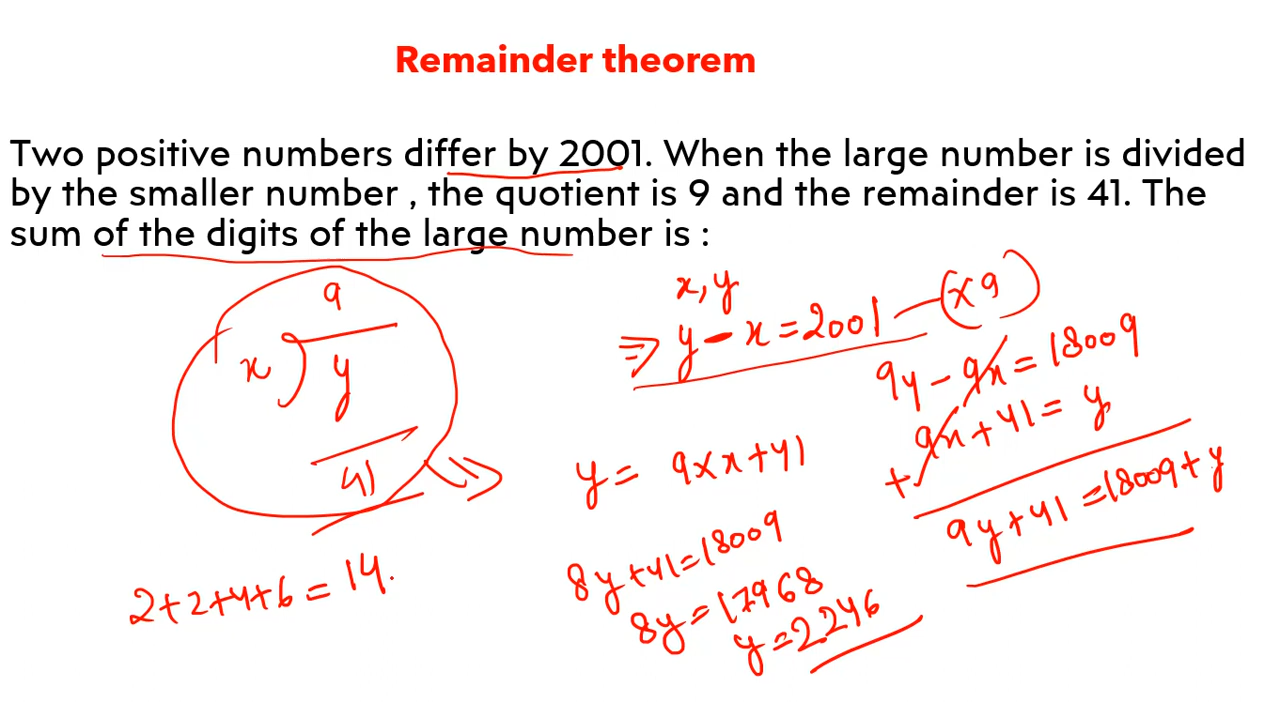 Remainder theorem
Two positive numbers differ by 2001. When the large number is divided
by the smaller number , the quotient is 9 and the remainder is 41. The
sum of the digits of the large number is :
9
x ) y
41
2+2+4+6 = 14.
x, y
⇒ y - x = 2001 — (x9)
y = 9 x x + 41
8y + 41 = 18009
8y = 17968
y = 2246
9y - 9x = 18009
+ 9x + 41 = y
9y + 41 = 18009 + y